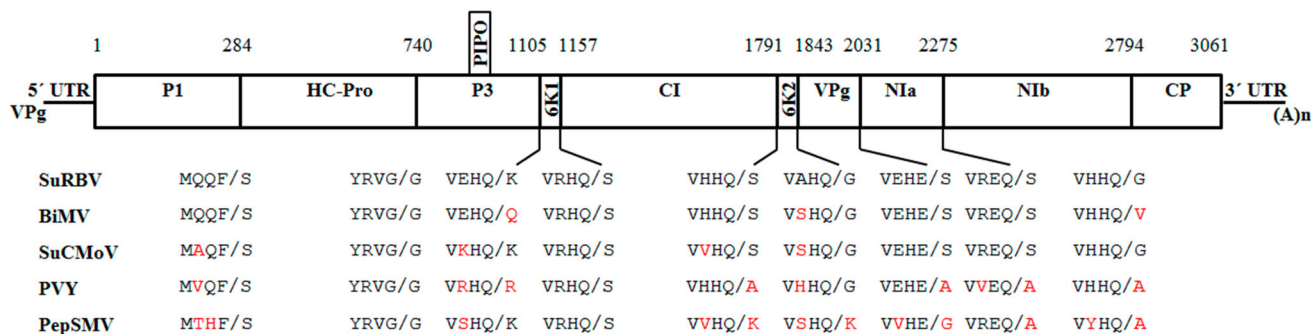 PIPO
1 284 740 1105 1157 1791 1843 2031 2275 2794 3061
5´ UTR P1 HC-Pro P3 6K1 CI 6K2 VPg NIa NIb CP 3´ UTR
VPg (A)n
SuRBV MQQF/S YRVG/G VEHQ/K VRHQ/S VHHQ/S VAHQ/G VEHE/S VREQ/S VHHQ/G
BiMV MQQF/S YRVG/G VEHQ/Q VRHQ/S VHHQ/S VSHQ/G VEHE/S VREQ/S VHHQ/V
SuCMoV MAQF/S YRVG/G VKHQ/K VRHQ/S VVHQ/S VSHQ/G VEHE/S VREQ/S VHHQ/G
PVY MVQF/S YRVG/G VRHQ/R VRHQ/S VHHQ/A VHHQ/G VEHE/A VVEQ/A VHHQ/A
PepSMV MTHF/S YRVG/G VSHQ/K VRHQ/S VVHQ/K VSHQ/K VVHE/G VREQ/A VYHQ/A